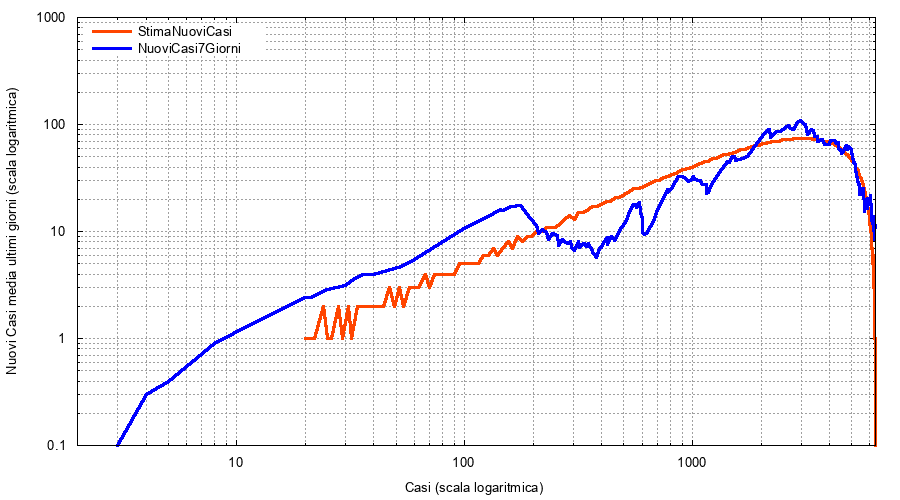 1000
StimaNuoviCasi
NuoviCasi7Giorni
100
10
1
0.1
Nuovi Casi media ultimi giorni (scala logaritmica)
10
100
1000
Casi (scala logaritmica)